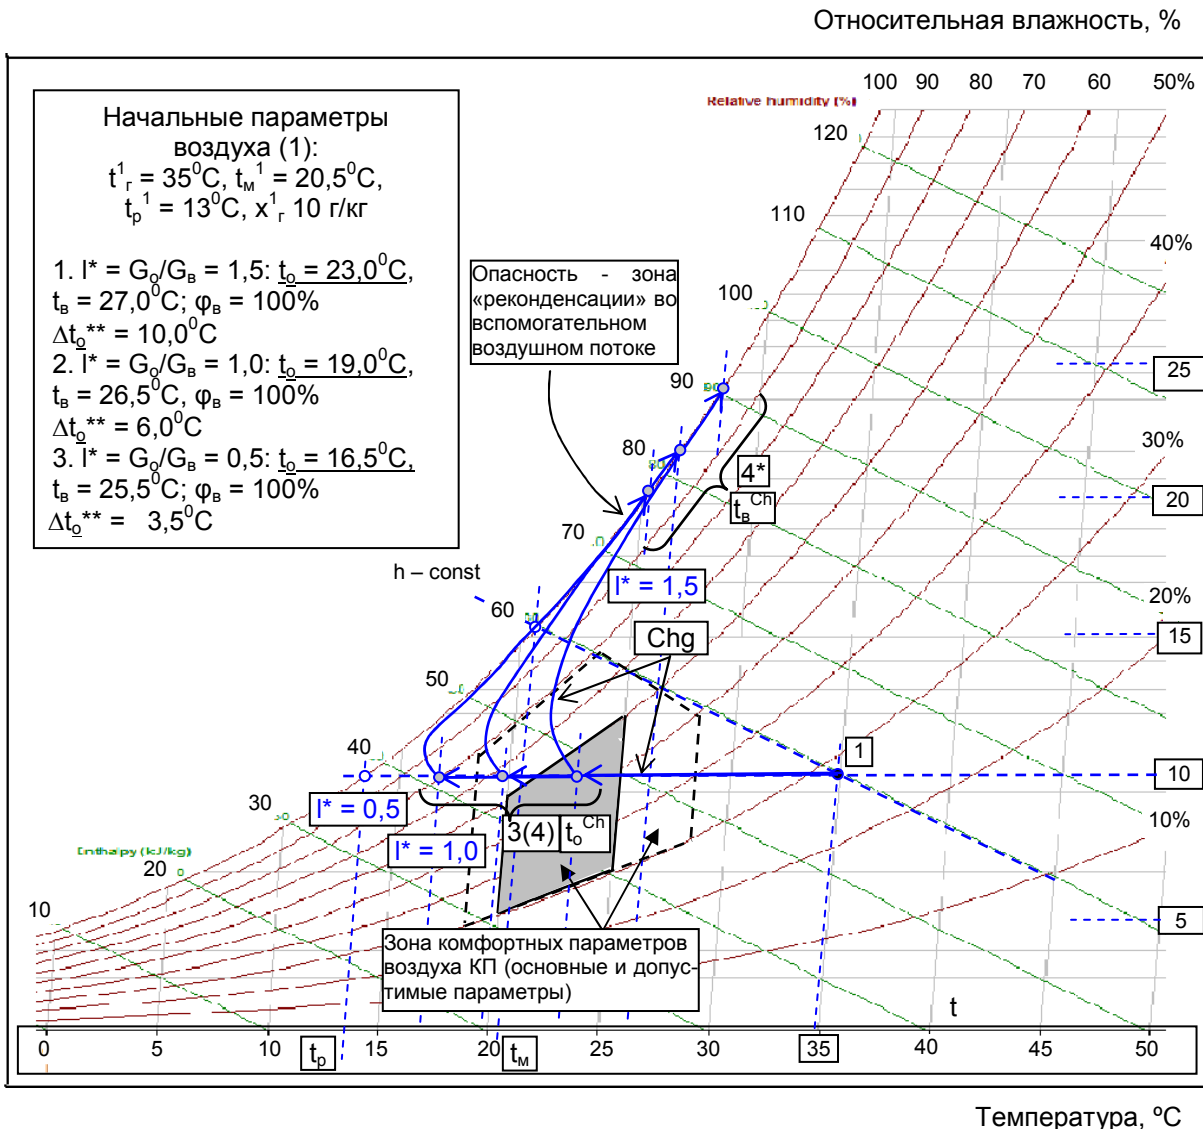 Относительная влажность, %
100 90 80 70 60 50%
Relative humidity (%)
Начальные параметры
воздуха (1):
t¹г = 35⁰C, tм¹ = 20,5⁰C,
tр¹ = 13⁰C, x¹г 10 г/кг
1. l* = Gо/Gв = 1,5: tо = 23,0⁰C,
tв = 27,0⁰C; φв = 100%
Δtо** = 10,0⁰C
2. l* = Gо/Gв = 1,0: tо = 19,0⁰C,
tв = 26,5⁰C, φв = 100%
Δtо** = 6,0⁰C
3. l* = Gо/Gв = 0,5: tо = 16,5⁰C,
tв = 25,5⁰C; φв = 100%
Δtо** = 3,5⁰C
Опасность - зона
«реконденсации» во
вспомогательном
воздушном потоке
120
110
40%
100
25
90
90
30%
80
80
4*
tвCh
20
70
h – const
l* = 1,5
20%
60
15
Chg
50
40
1
10
l* = 0,5
30
3(4) tоCh
10%
l* = 1,0
Enthalpy (kJ/kg)
20
10
5
Зона комфортных параметров
воздуха КП (основные и допус-
тимые параметры)
t
0 5 10 tр 15 20 tм 25 30 35 40 45 50
Температура, ºC